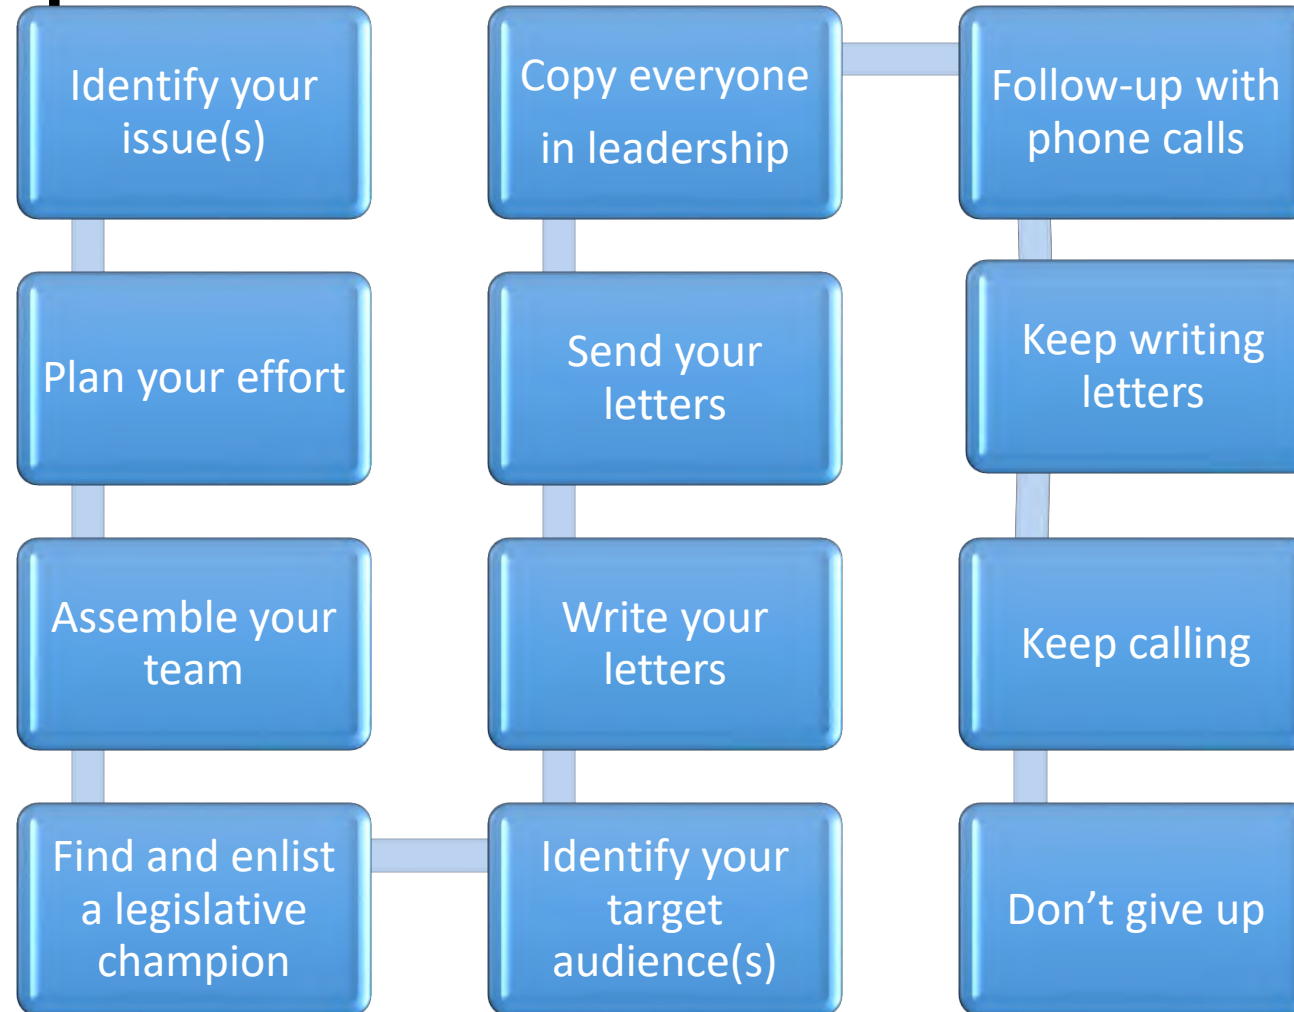 Identify your
issue(s)
Plan your effort
Assemble your
team
Find and enlist
a legislative
champion
Identify your
target
audience(s)
Write your
letters
Send your
letters
Copy everyone
in leadership
Follow-up with
phone calls
Keep writing
letters
Keep calling
Don’t give up